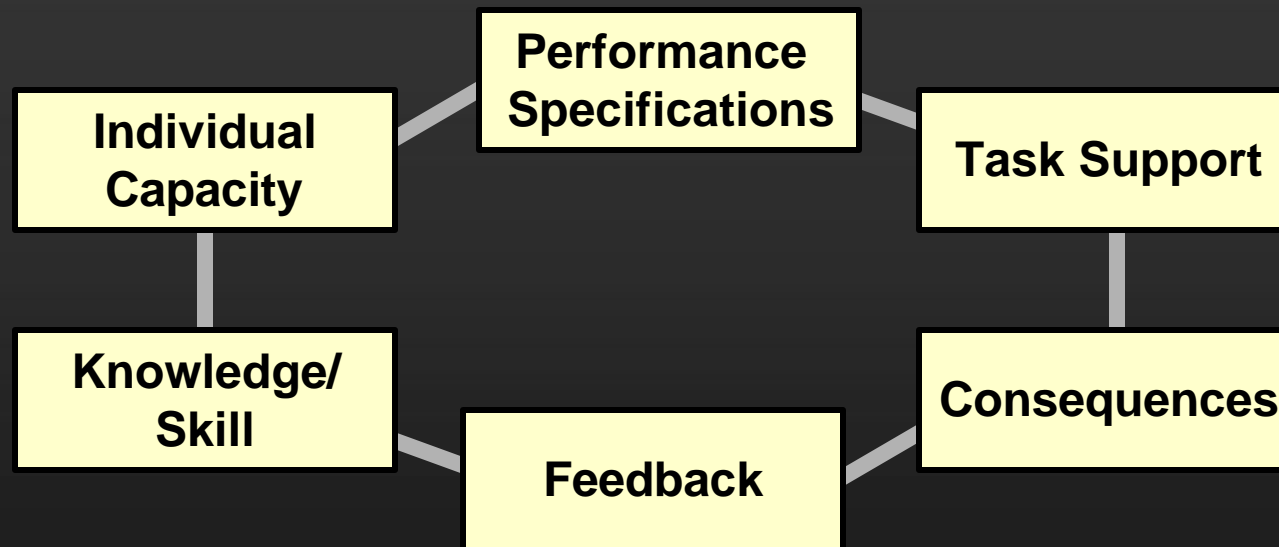 Performance
Specifications
Individual
Capacity
Task Support
Knowledge/
Skill
Consequences
Feedback